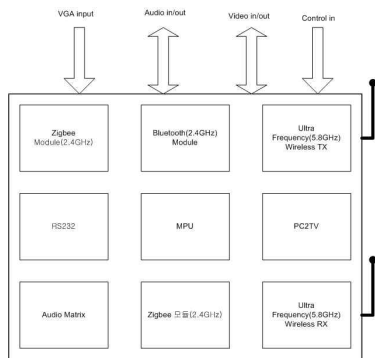 VGA input
Audio in/out
Video in/out
Control in
Zigbee
Module(2.4GHz)
Bluetooth(2.4GHz)
Module
Ultra
Frequency(5.8GHz)
Wireless TX
RS232
MPU
PC2TV
Audio Matrix
Zigbee 모듈(2.4GHz)
Ultra
Frequency(5.8GHz)
Wireless RX